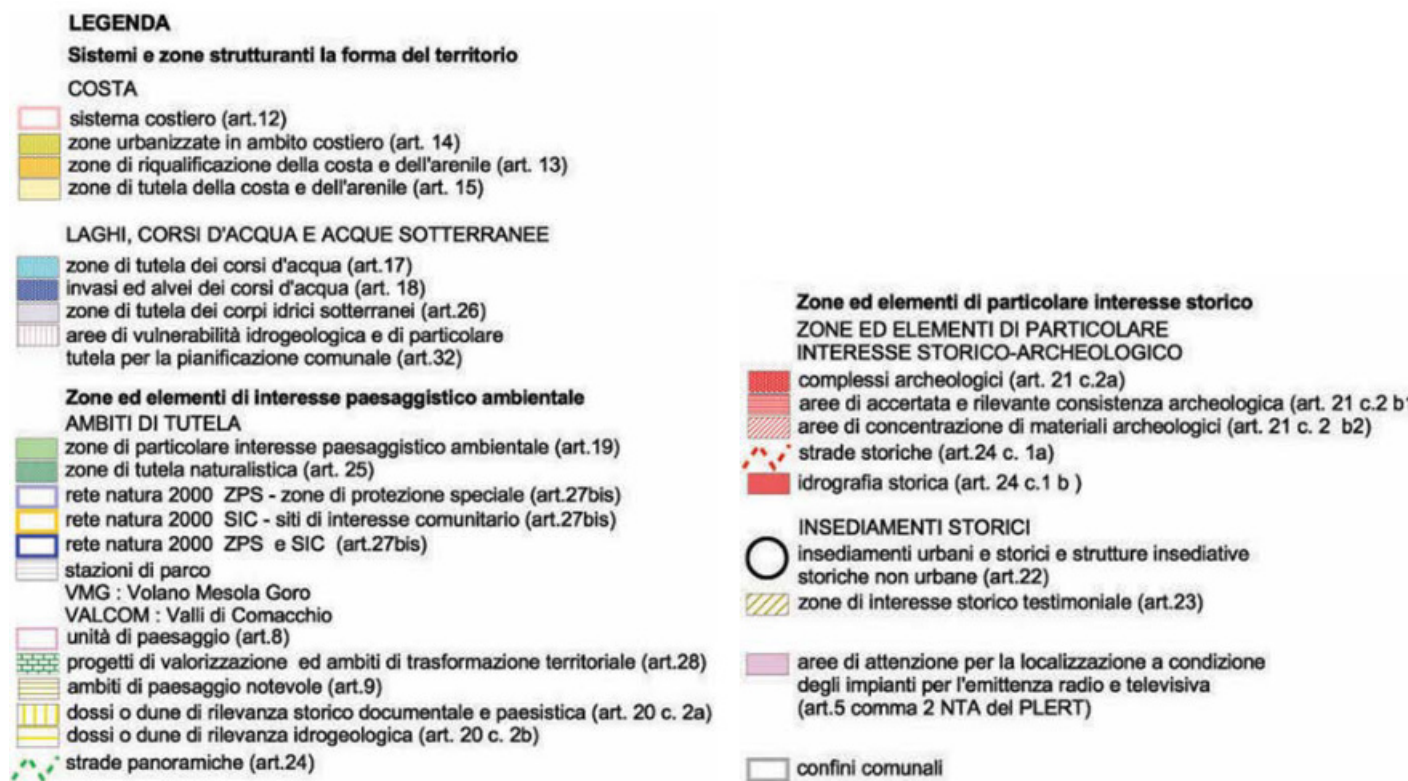 LEGENDA
Sistemi e zone strutturanti la forma del territorio
COSTA
sistema costiero (art.12)
zone urbanizzate in ambito costiero (art. 14)
zone di riqualificazione della costa e dell'arenile (art. 13)
zone di tutela della costa e dell'arenile (art. 15)
LAGHI, CORSI D'ACQUA E ACQUE SOTTERRANEE
zone di tutela dei corsi d'acqua (art.17)
invasi ed alvei dei corsi d'acqua (art. 18)
zone di tutela dei corpi idrici sotterranei (art.26)
aree di vulnerabilità idrogeologica e di particolare
tutela per la pianificazione comunale (art.32)
Zone ed elementi di interesse paesaggistico ambientale
AMBITI DI TUTELA
zone di particolare interesse paesaggistico ambientale (art.19)
zone di tutela naturalistica (art. 25)
rete natura 2000 ZPS - zone di protezione speciale (art.27bis)
rete natura 2000 SIC - siti di interesse comunitario (art.27bis)
rete natura 2000 ZPS e SIC (art.27bis)
stazioni di parco
VMG : Volano Mesola Goro
VALCOM : Valli di Comacchio
unità di paesaggio (art.8)
progetti di valorizzazione ed ambiti di trasformazione territoriale (art.28)
ambiti di paesaggio notevole (art.9)
dossi o dune di rilevanza storico documentale e paesistica (art. 20 c. 2a)
dossi o dune di rilevanza idrogeologica (art. 20 c. 2b)
strade panoramiche (art.24)
Zone ed elementi di particolare interesse storico
ZONE ED ELEMENTI DI PARTICOLARE
INTERESSE STORICO-ARCHEOLOGICO
complessi archeologici (art. 21 c.2a)
aree di accertata e rilevante consistenza archeologica (art. 21 c.2 b1
aree di concentrazione di materiali archeologici (art. 21 c. 2 b2)
strade storiche (art.24 c. 1a)
idrografia storica (art. 24 c.1 b )
INSEDIAMENTI STORICI
insediamenti urbani e storici e strutture insediative
storiche non urbane (art.22)
zone di interesse storico testimoniale (art.23)
aree di attenzione per la localizzazione a condizione
degli impianti per l'emittenza radio e televisiva
(art.5 comma 2 NTA del PLERT)
confini comunali